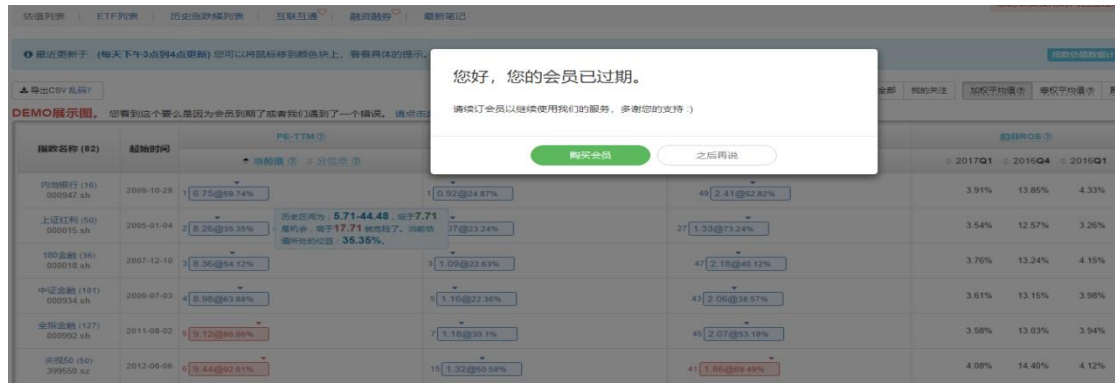 估值列表 ETF列表 历史涨跌幅列表 互联互通 融资融券 最新笔记
最近更新于 (每天下午3点到4点更新) 您可以将鼠标移到颜色块上，看看具体的提示。
指数估值数据计
导出CSV 乱码?
全部 我的关注 加权平均值 等权平均值
DEMO展示图。 您看到这个要么是因为会员到期了或者我们遇到了一个错误。 请点击
您好，您的会员已过期。
请续订会员以继续使用我们的服务，多谢您的支持 :)
购买会员 之后再说
指数名称 (82) 起始时间 PE-TTM 扣非ROE
当前值 分位点 2017Q1 2016Q4 2016Q1
内地银行 (16) 2009-10-28 1 6.75@59.74% 1 0.92@24.87% 49 2.41@52.82% 3.91% 13.85% 4.33%
000947.sh
上证红利 (50) 2005-01-04 2 8.26@35.35% 07@23.24% 27 1.33@73.24% 3.54% 12.57% 3.26%
000015.sh
历史区间为：5.71-44.48，低于7.71
是机会，高于17.71 就危险了。当前估
值所处的位置：35.35%。
180金融 (36) 2007-12-10 3 8.36@54.12% 3 1.09@22.63% 47 2.18@40.12% 3.76% 13.24% 4.15%
000018.sh
中证金融 (101) 2009-07-03 4 8.98@63.88% 5 1.16@22.38% 43 2.06@38.57% 3.61% 13.15% 3.98%
000934.sh
全指金融 (127) 2011-08-02 5 9.12@86.95% 7 1.18@30.1% 45 2.07@53.18% 3.58% 13.03% 3.94%
000992.sh
央视50 (50) 2012-06-06 6 9.44@92.61% 15 1.32@50.58% 41 1.86@89.49% 4.08% 14.40% 4.12%
399550.sz